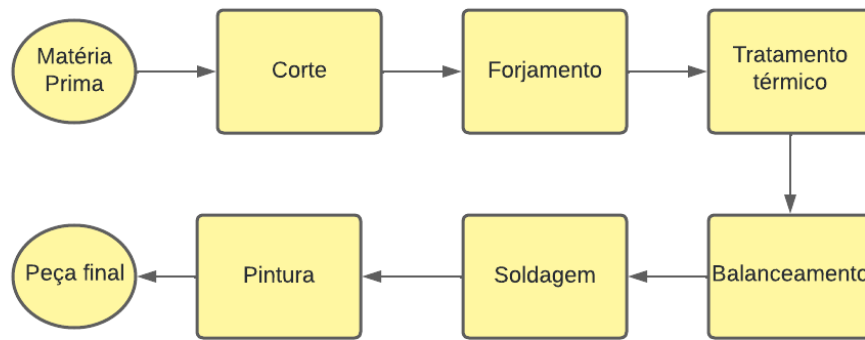 Matéria
Prima
Corte
Forjamento
Tratamento
térmico
Balanceamento
Soldagem
Pintura
Peça final